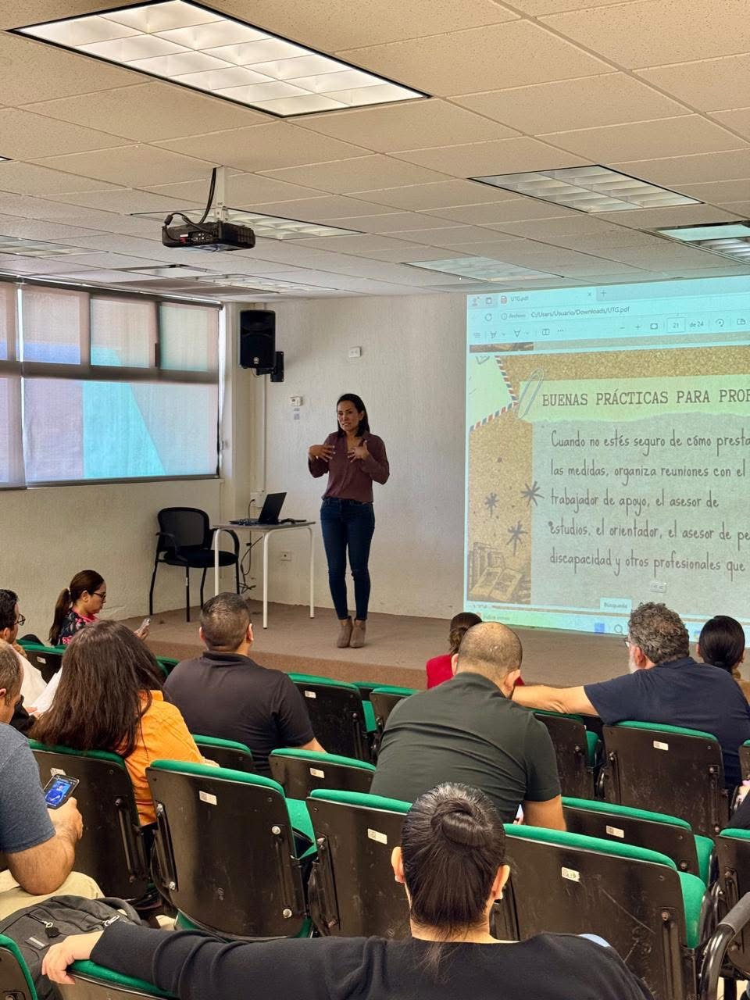 UTG.pdf
Archivo C:/Users/Usuario/Downloads/UTG.pdf
21 de 24
BUENAS PRÁCTICAS PARA PROF
Cuando no estés seguro de cómo presta
las medidas, organiza reuniones con el
trabajador de apoyo, el asesor de
estudios, el orientador, el asesor de pe
discapacidad y otros profesionales que
Búsqueda